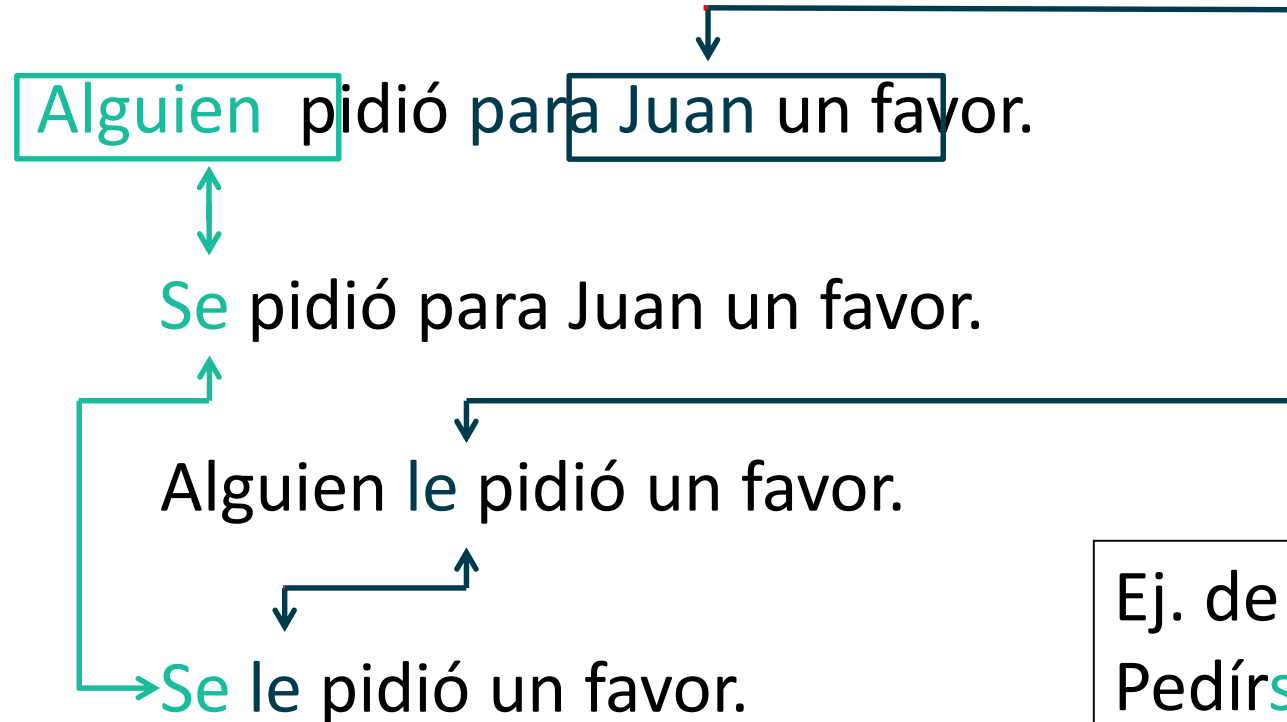 Alguien pidió para Juan un favor.
Se pidió para Juan un favor.
Alguien le pidió un favor.
Ej. de
Se le pidió un favor.
Pedírs